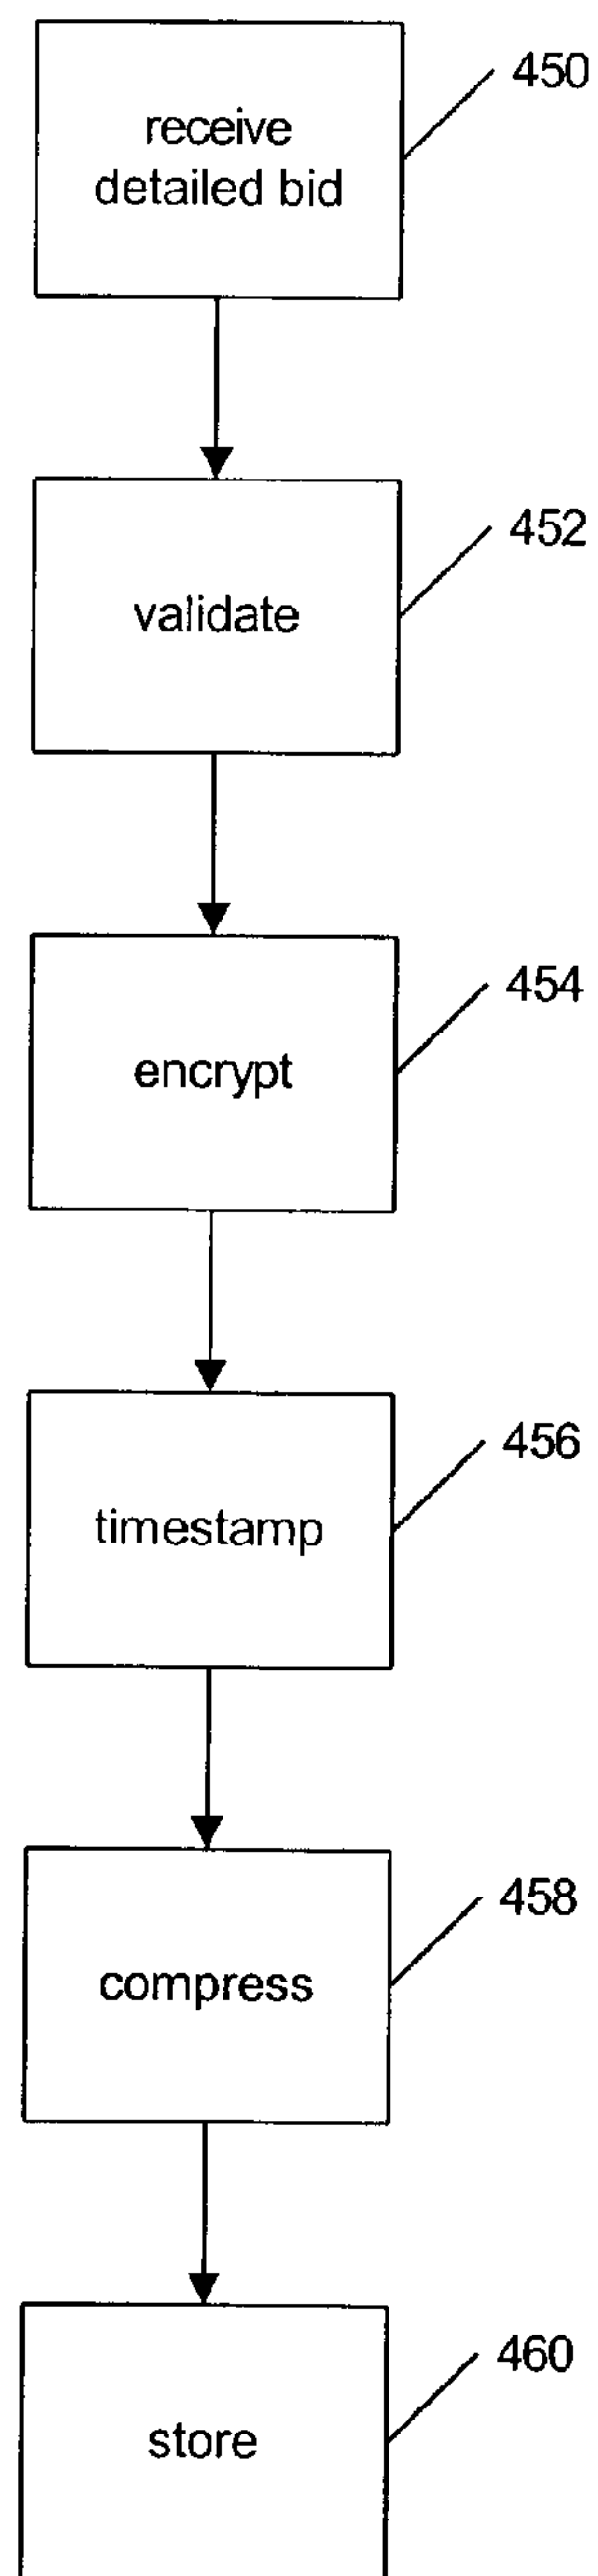 receive
detailed bid
450
validate
452
encrypt
454
timestamp
456
compress
458
store
460